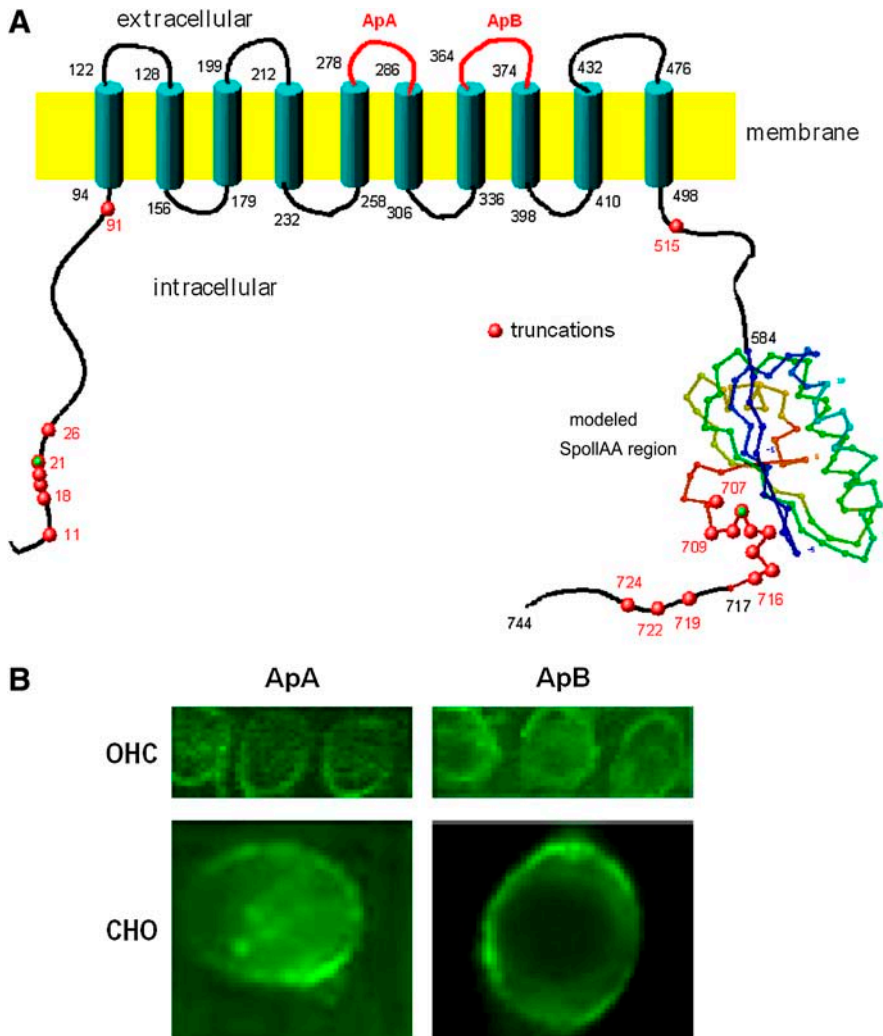 A
extracellular
ApA
ApB
122
128
199
212
278
286
364
374
432
476
membrane
94
156
179
232
258
306
336
398
410
498
91
515
intracellular
truncations
584
modeled
SpoIIAA region
26
21
18
11
707
709
716
717
719
722
724
744
B
ApA
ApB
OHC
CHO